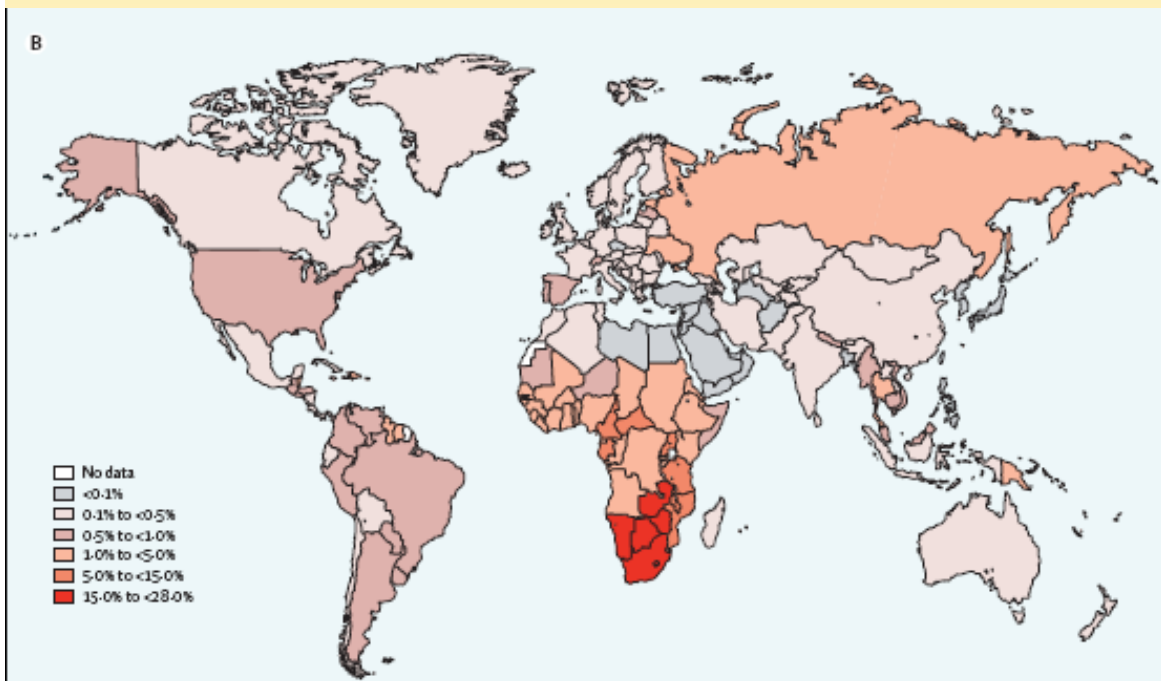 B
No data
<0·1%
0·1% to <0·5%
0·5% to <1·0%
1·0% to <5·0%
5·0% to <15·0%
15·0% to <28·0%